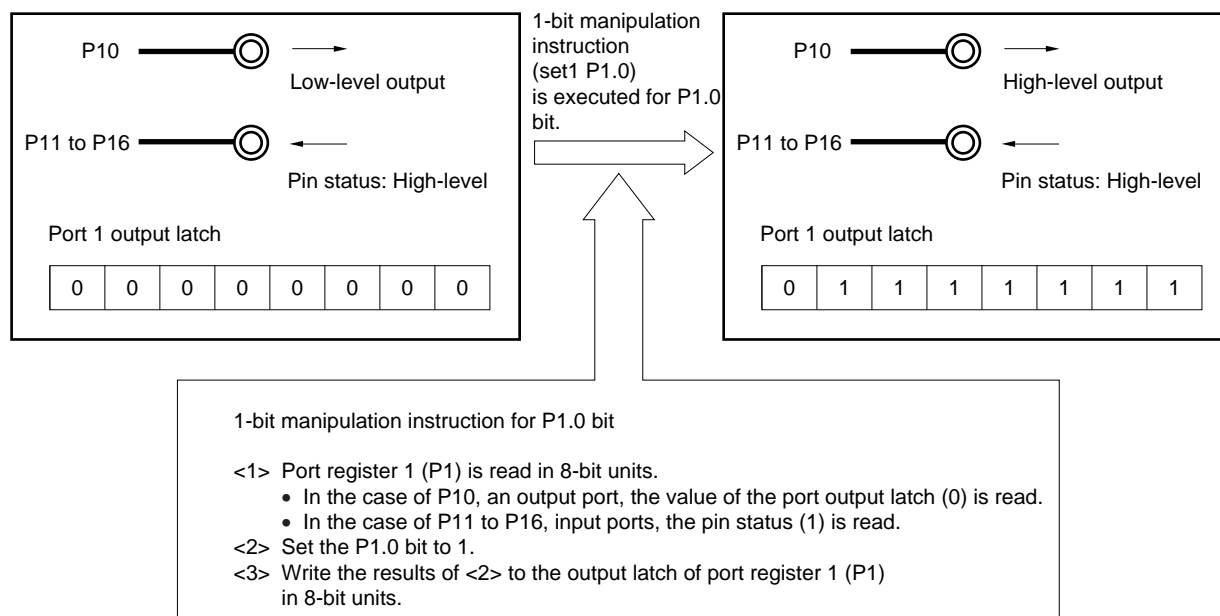 P10
Low-level output
P11 to P16
Pin status: High-level
Port 1 output latch
0 0 0 0 0 0 0 0
1-bit manipulation
instruction
(set1 P1.0)
is executed for P1.0
bit.
P10
High-level output
P11 to P16
Pin status: High-level
Port 1 output latch
0 1 1 1 1 1 1 1
1-bit manipulation instruction for P1.0 bit
<1> Port register 1 (P1) is read in 8-bit units.
• In the case of P10, an output port, the value of the port output latch (0) is read.
• In the case of P11 to P16, input ports, the pin status (1) is read.
<2> Set the P1.0 bit to 1.
<3> Write the results of <2> to the output latch of port register 1 (P1)
in 8-bit units.